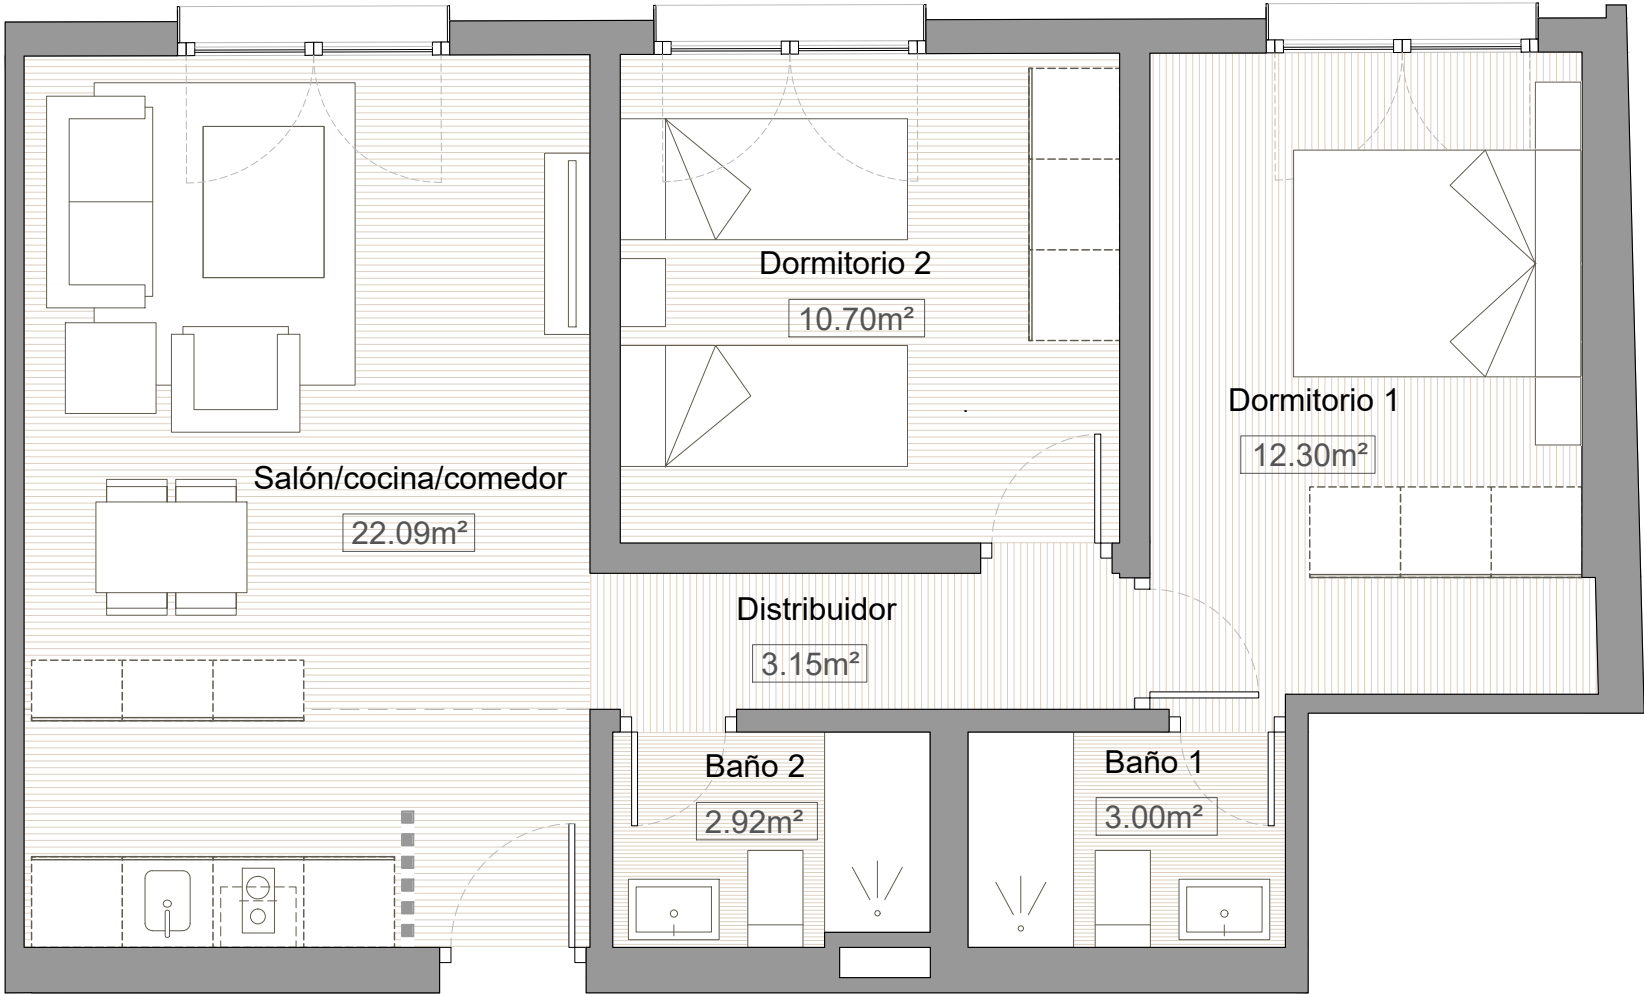 Dormitorio 2
10.70m²
Dormitorio 1
12.30m²
Salón/cocina/comedor
22.09m²
Distribuidor
3.15m²
Baño 2
2.92m²
Baño 1
3.00m²